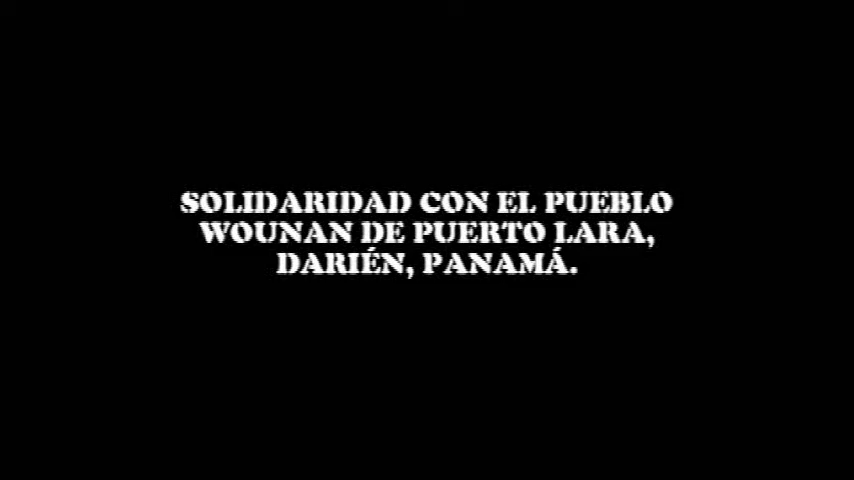 SOLIDARIDAD CON EL PUEBLO
WOUNAN DE PUERTO LARA,
DARIÉN, PANAMÁ.